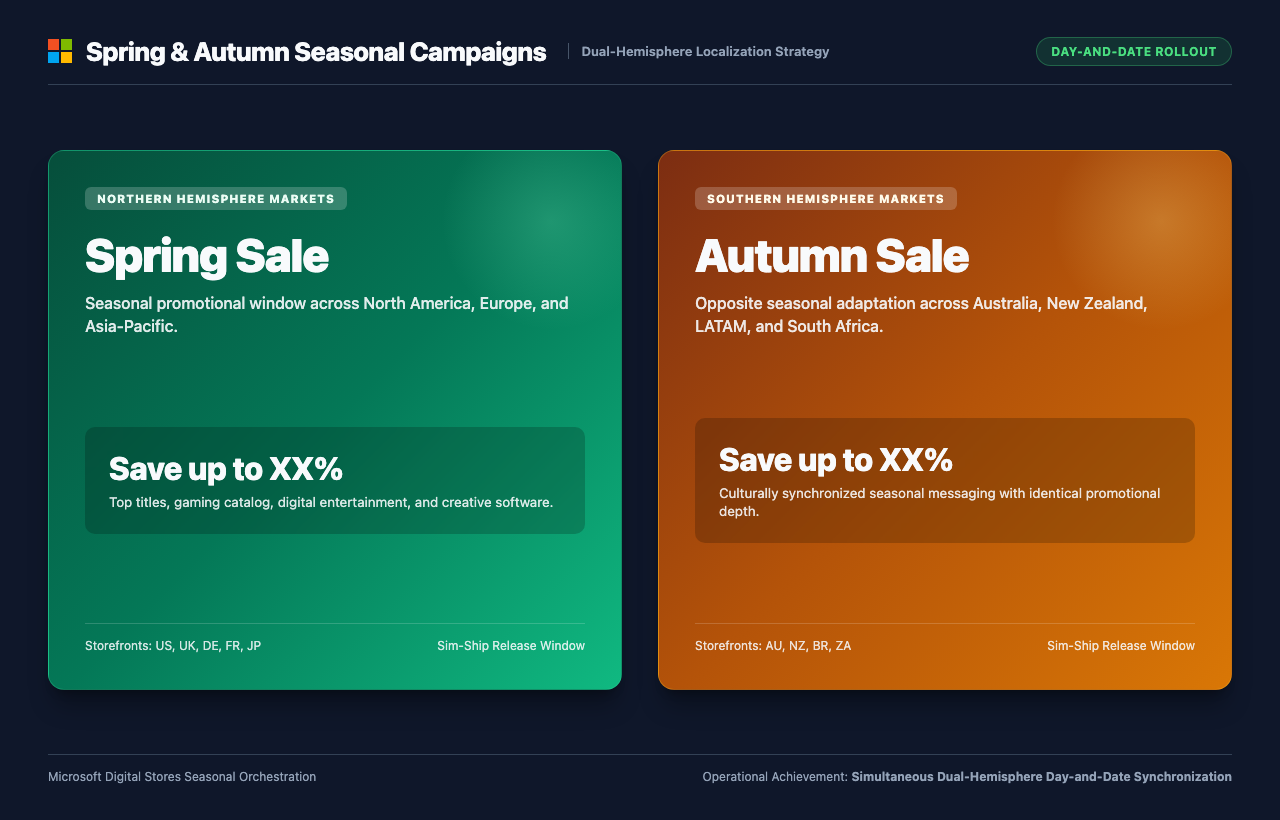 Spring & Autumn Seasonal Campaigns
Dual-Hemisphere Localization Strategy
DAY-AND-DATE ROLLOUT
NORTHERN HEMISPHERE MARKETS
Spring Sale
Seasonal promotional window across North America, Europe, and
Asia-Pacific.
Save up to XX%
Top titles, gaming catalog, digital entertainment, and creative software.
Storefronts: US, UK, DE, FR, JP
Sim-Ship Release Window
SOUTHERN HEMISPHERE MARKETS
Autumn Sale
Opposite seasonal adaptation across Australia, New Zealand,
LATAM, and South Africa.
Save up to XX%
Culturally synchronized seasonal messaging with identical promotional
depth.
Storefronts: AU, NZ, BR, ZA
Sim-Ship Release Window
Microsoft Digital Stores Seasonal Orchestration
Operational Achievement: Simultaneous Dual-Hemisphere Day-and-Date Synchronization